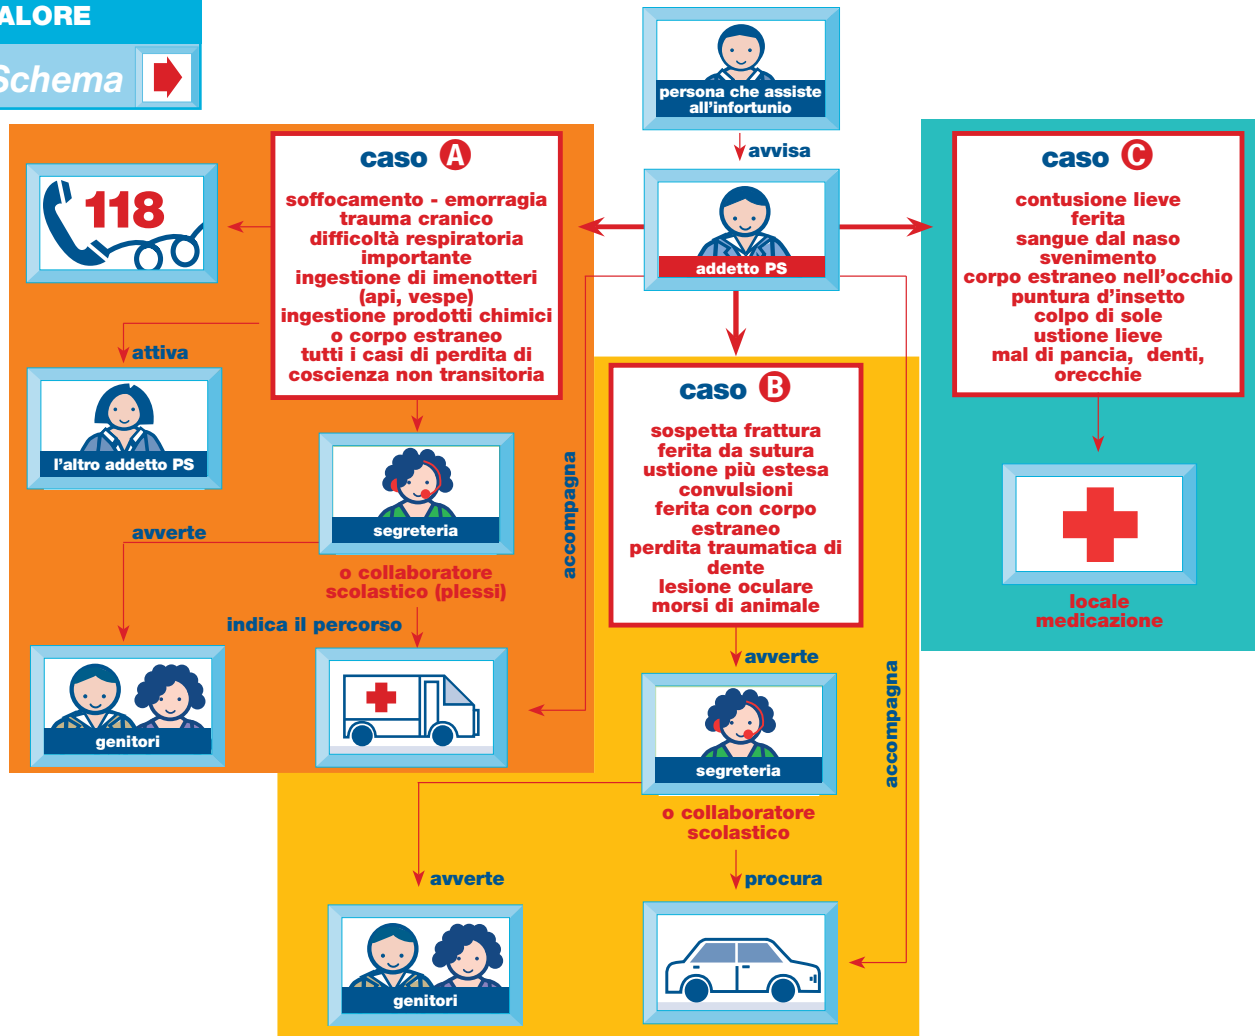 ALORE
Schema
persona che assiste
all'infortunio
avvisa
addetto PS
caso A
soffocamento - emorragia
trauma cranico
difficoltà respiratoria
importante
ingestione di imenotteri
(api, vespe)
ingestione prodotti chimici
o corpo estraneo
tutti i casi di perdita di
coscienza non transitoria
118
attiva
l'altro addetto PS
segreteria
o collaboratore
scolastico (plessi)
avverte
indica il percorso
genitori
accompagna
caso B
sospetta frattura
ferita da sutura
ustione più estesa
convulsioni
ferita con corpo
estraneo
perdita traumatica di
dente
lesione oculare
morsi di animale
avverte
segreteria
o collaboratore
scolastico
avverte
procura
genitori
accompagna
caso C
contusione lieve
ferita
sangue dal naso
svenimento
corpo estraneo nell'occhio
puntura d'insetto
colpo di sole
ustione lieve
mal di pancia, denti,
orecchie
locale
medicazione